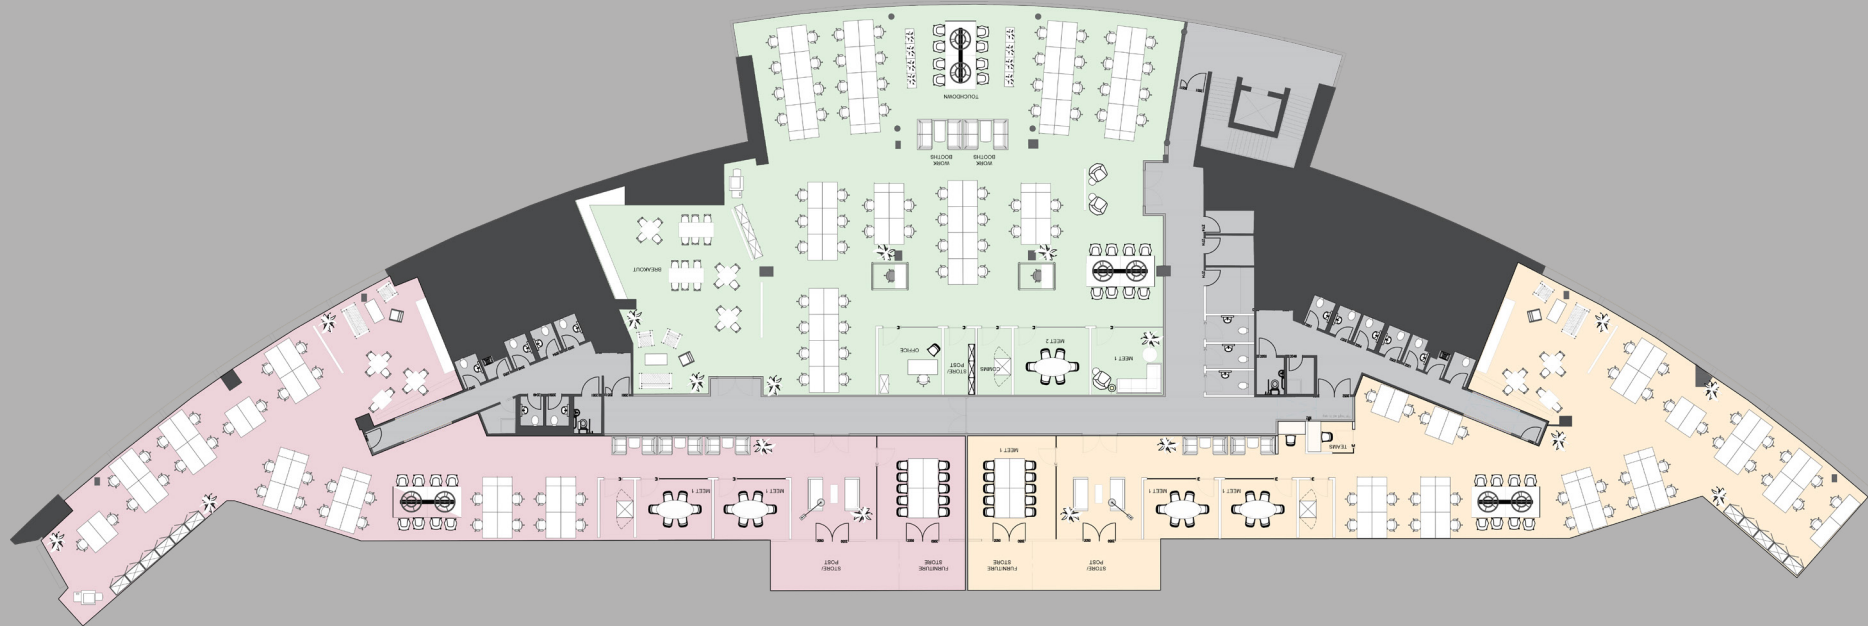 TOUCHDOWN
WORK
BOOTHS
WORK
BOOTHS
BREAKOUT
OFFICE
STORE/
POST
COMMS
MEET 2
MEET 1
TEAMS
MEET 1
MEET 1
MEET 1
MEET 1
MEET 1
STORE/
POST
FURNITURE
STORE
FURNITURE
STORE
STORE/
POST